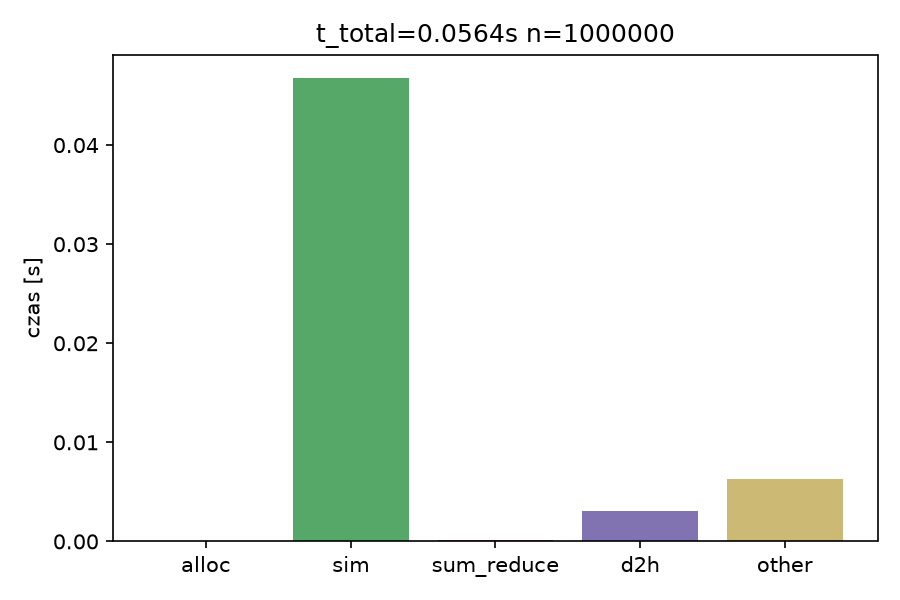 t_total=0.0564s n=1000000
czas [s]
0.04
0.03
0.02
0.01
0.00
alloc sim sum_reduce d2h other